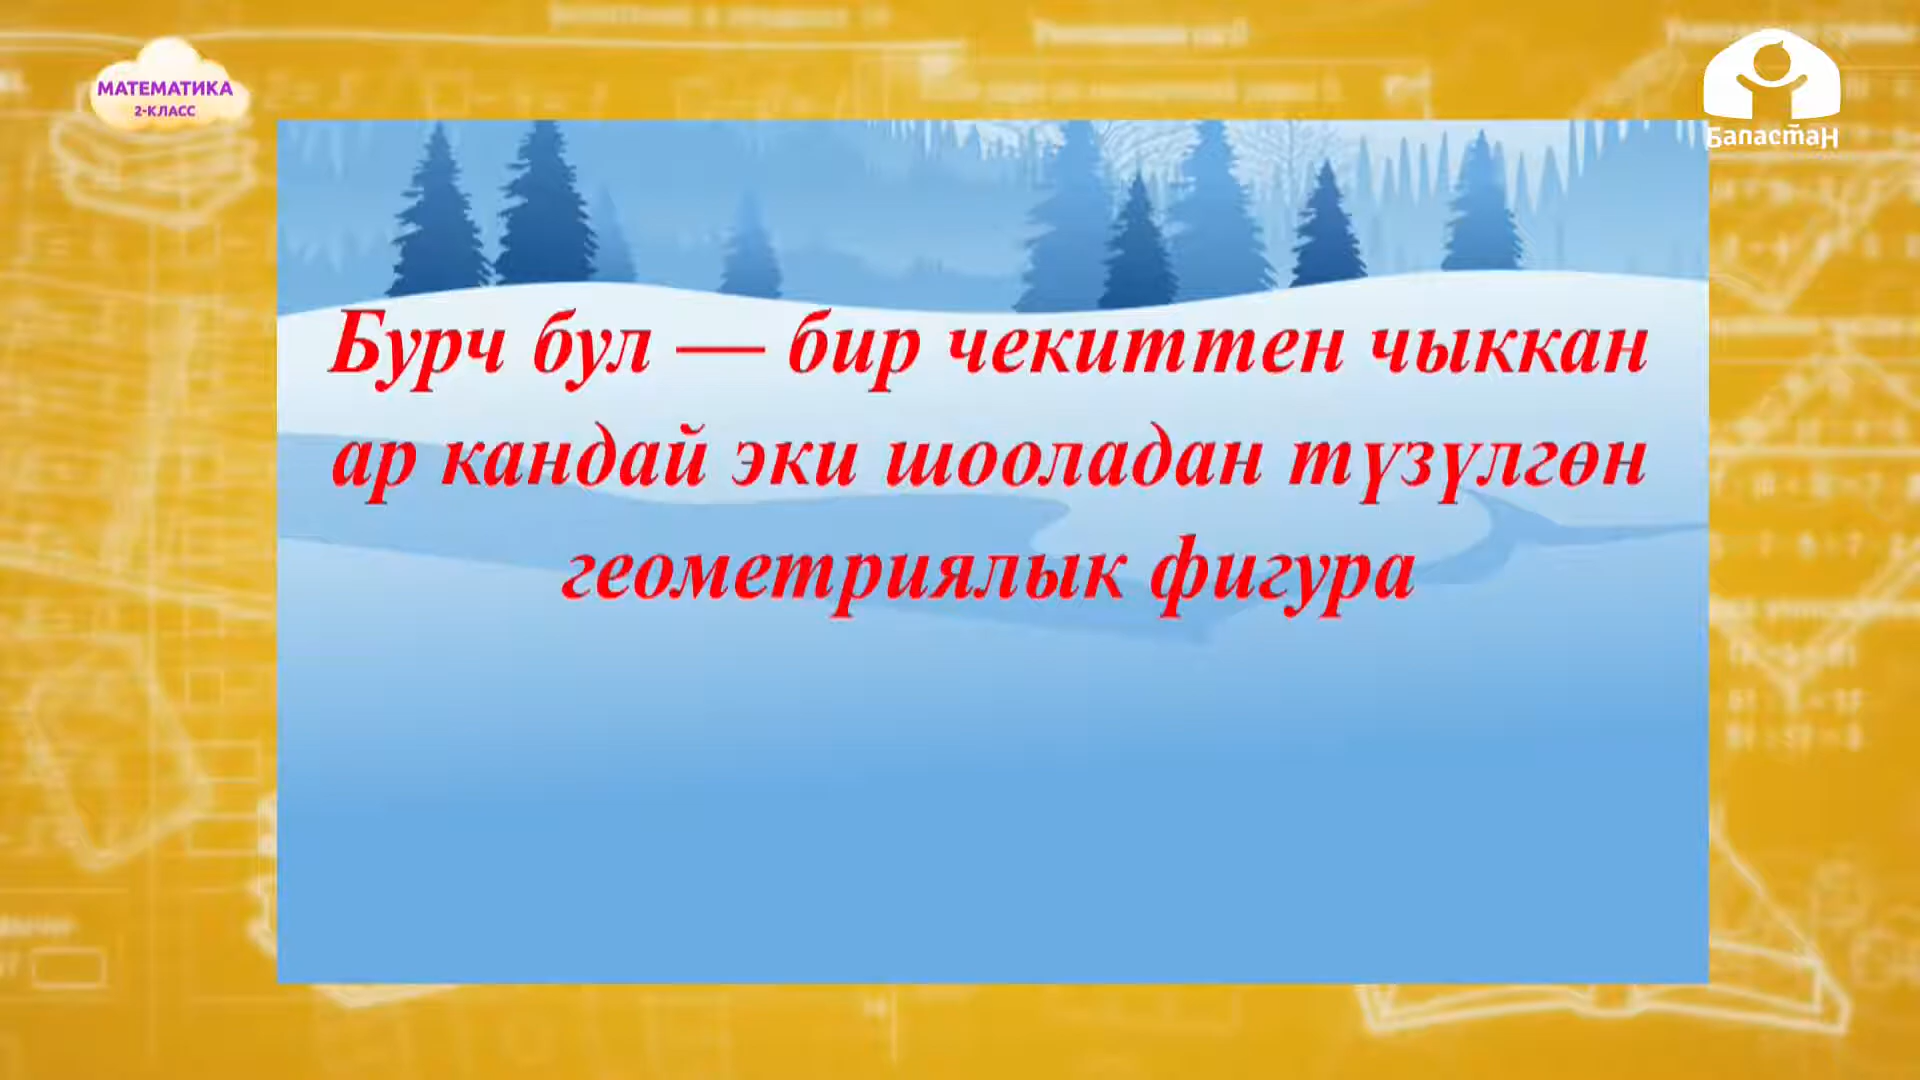 МАТЕМАТИКА
2-КЛАСС
Баластан
Бурч бул — бир чекиттен чыккан
ар кандай эки шооладан түзүлгөн
геометриялык фигура